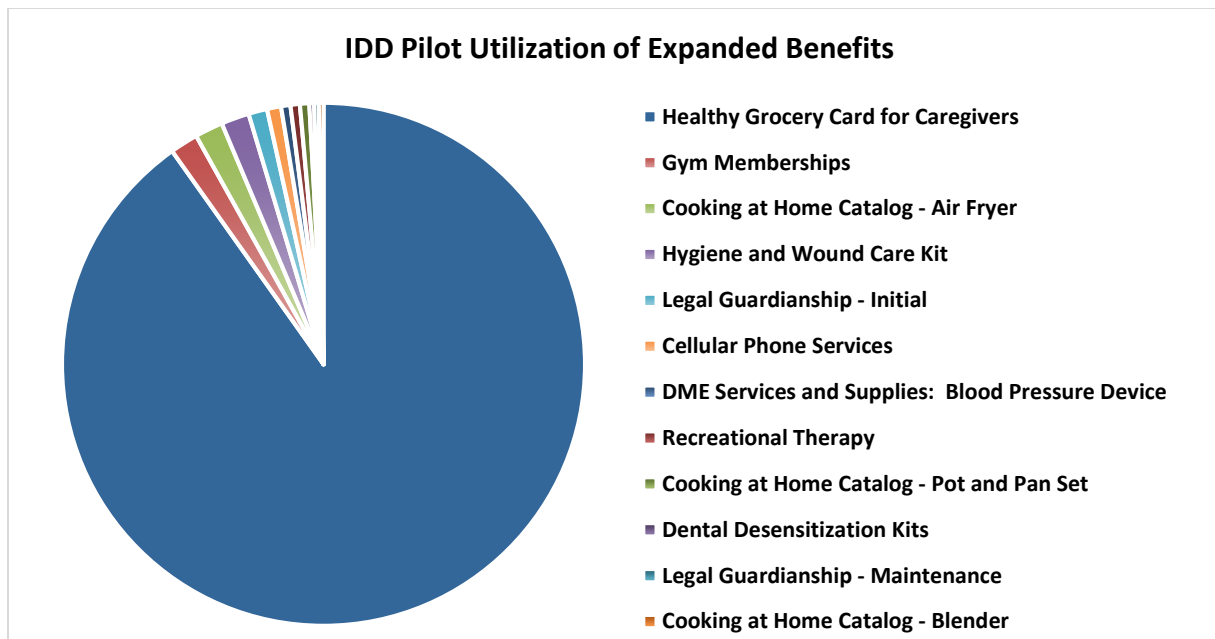 IDD Pilot Utilization of Expanded Benefits
Healthy Grocery Card for Caregivers
Gym Memberships
Cooking at Home Catalog - Air Fryer
Hygiene and Wound Care Kit
Legal Guardianship - Initial
Cellular Phone Services
DME Services and Supplies:  Blood Pressure Device
Recreational Therapy
Cooking at Home Catalog - Pot and Pan Set
Dental Desensitization Kits
Legal Guardianship - Maintenance
Cooking at Home Catalog - Blender